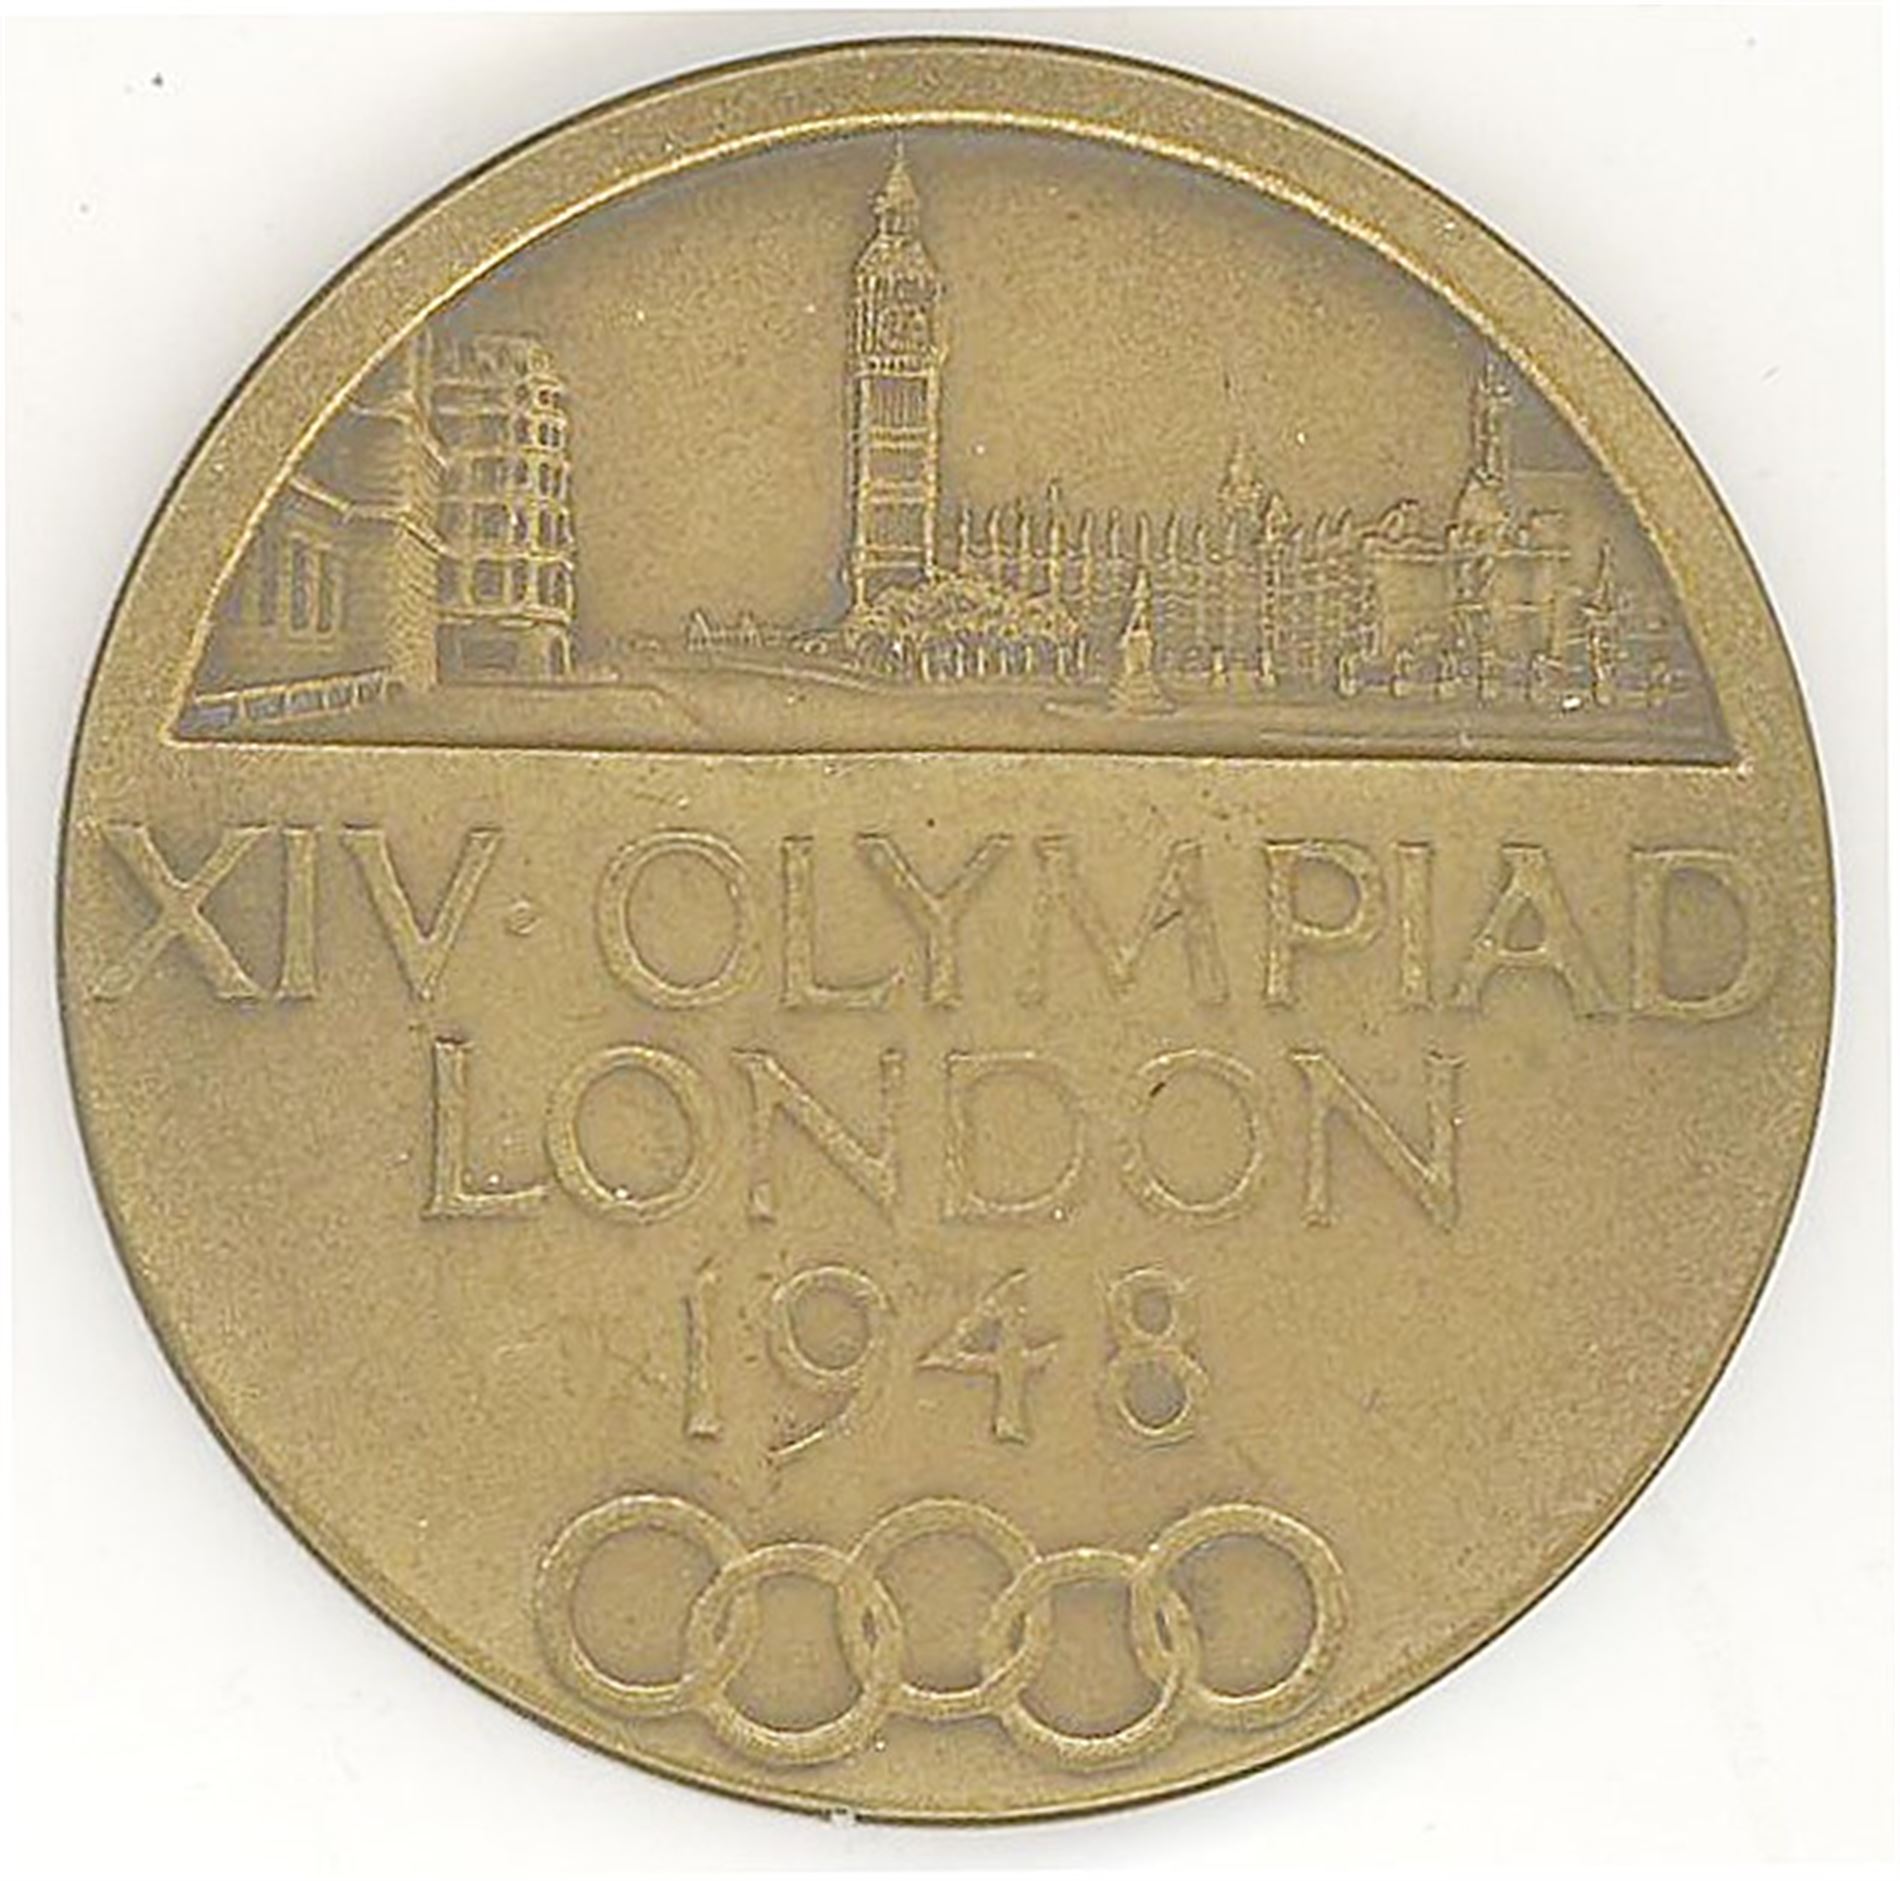 XIV · OLYMPIAD
LONDON
1948